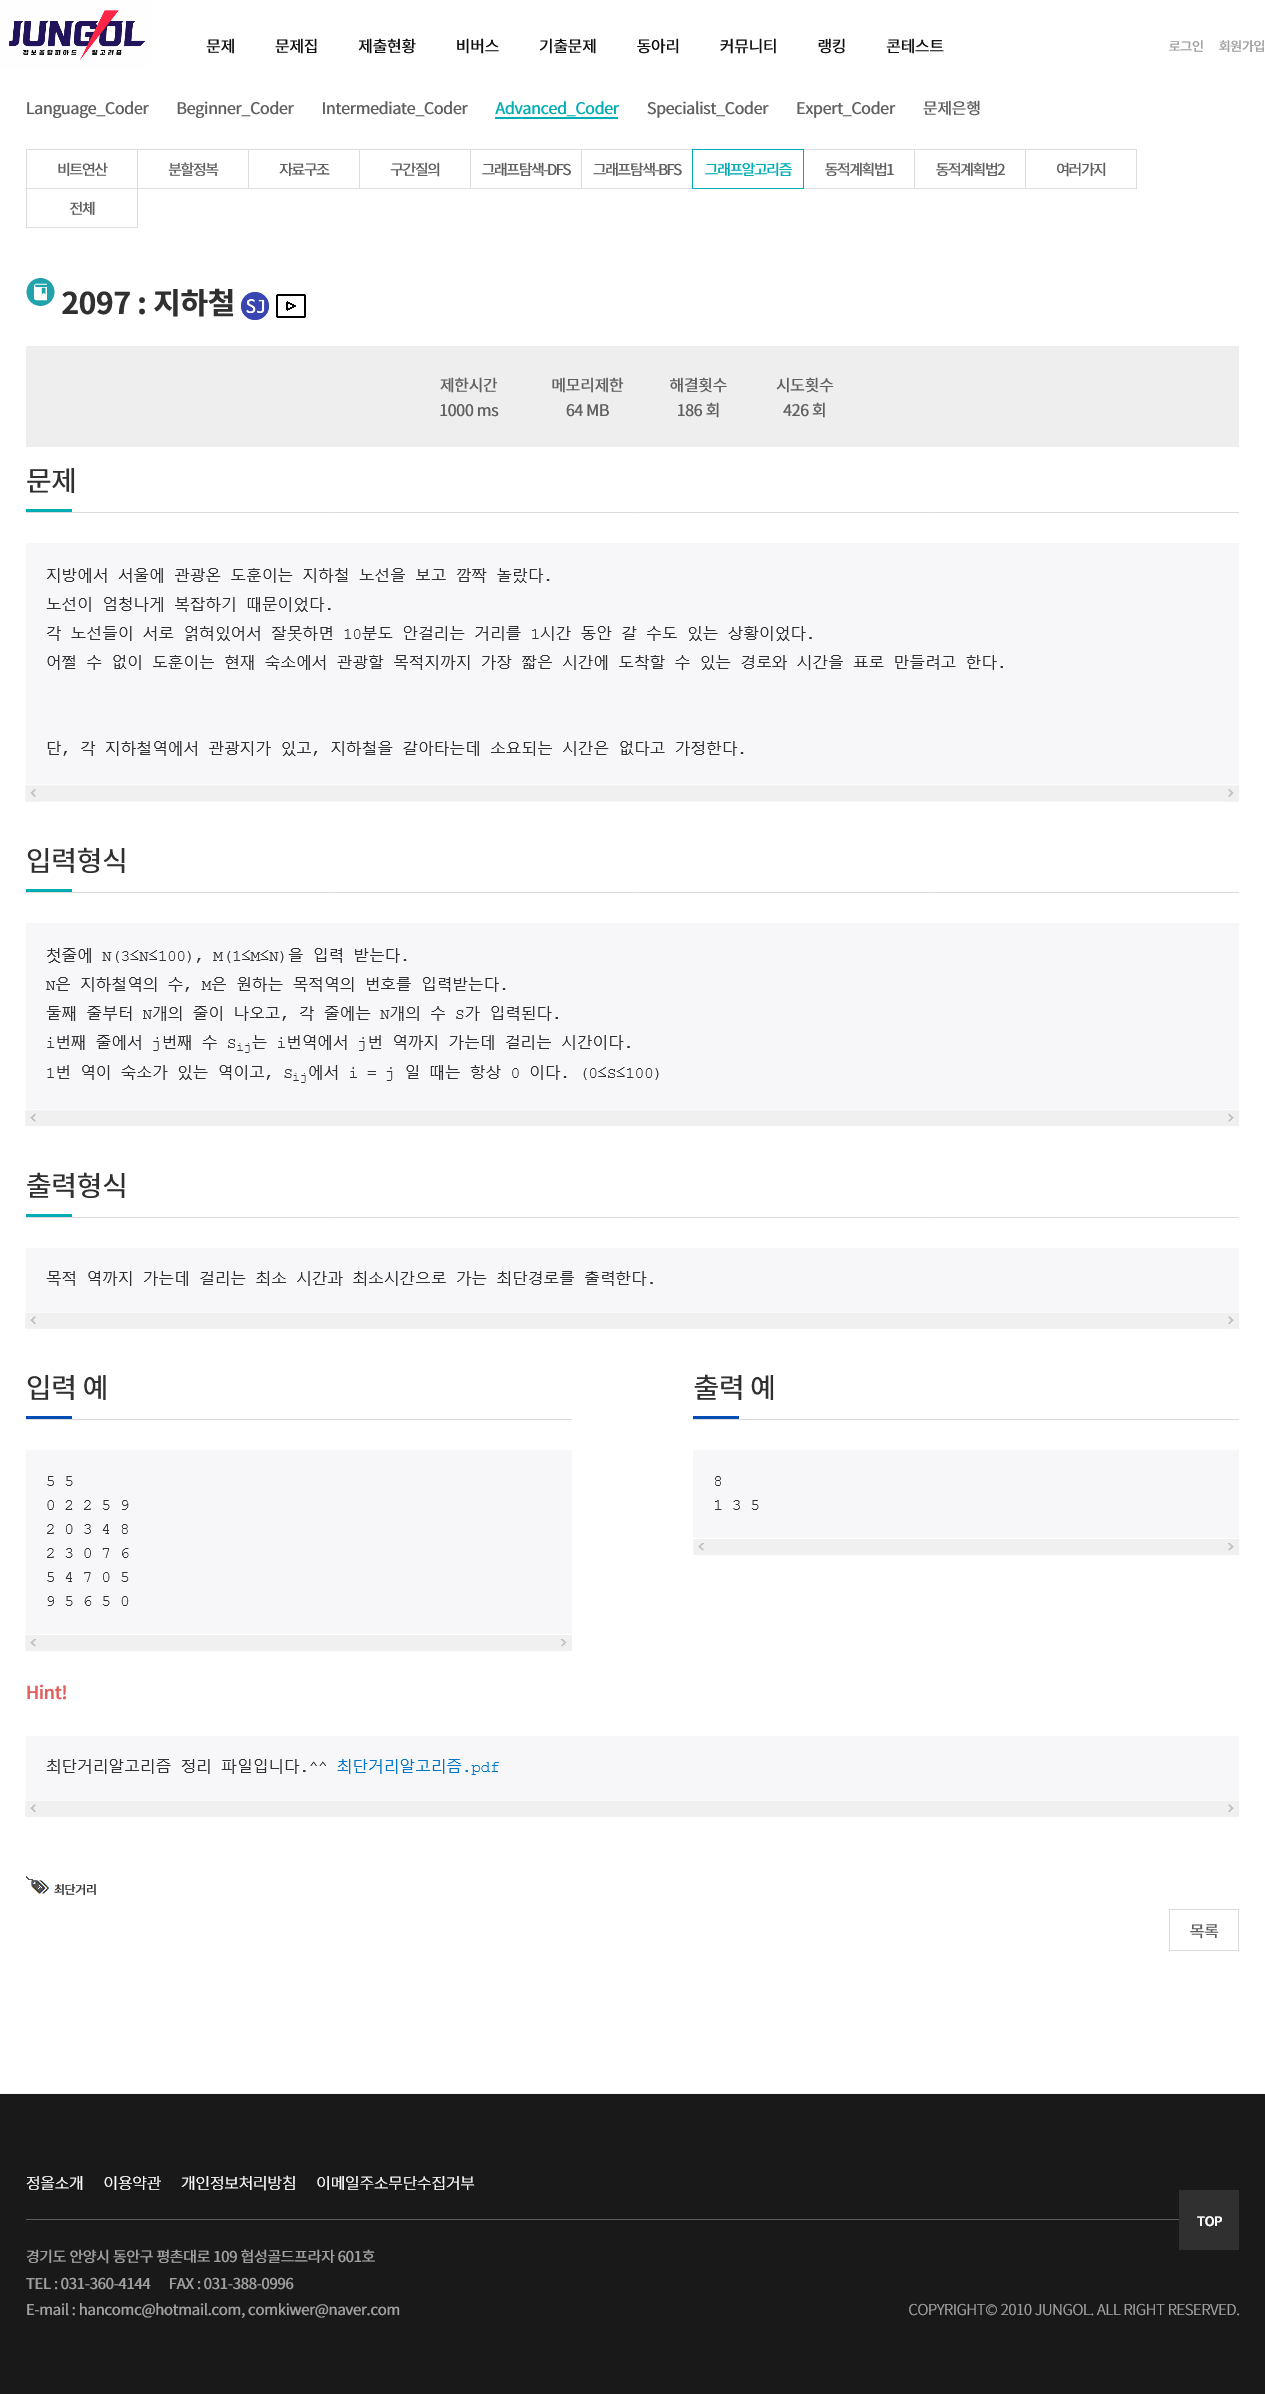 JUNGOL
정보올림피아드 알고리즘
문제 문제집 제출현황 비버스 기출문제 동아리 커뮤니티 랭킹 콘테스트 로그인 회원가입
Language_Coder Beginner_Coder Intermediate_Coder Advanced_Coder Specialist_Coder Expert_Coder 문제은행
비트연산 분할정복 자료구조 구간질의 그래프탐색-DFS 그래프탐색-BFS 그래프알고리즘 동적계획법1 동적계획법2 여러가지
전체
2097 : 지하철 SJ
제한시간 메모리제한 해결횟수 시도횟수
1000 ms 64 MB 186 회 426 회
문제
지방에서 서울에 관광온 도훈이는 지하철 노선을 보고 깜짝 놀랐다.
노선이 엄청나게 복잡하기 때문이었다.
각 노선들이 서로 얽혀있어서 잘못하면 10분도 안걸리는 거리를 1시간 동안 갈 수도 있는 상황이었다.
어쩔 수 없이 도훈이는 현재 숙소에서 관광할 목적지까지 가장 짧은 시간에 도착할 수 있는 경로와 시간을 표로 만들려고 한다.
단, 각 지하철역에서 관광지가 있고, 지하철을 갈아타는데 소요되는 시간은 없다고 가정한다.
입력형식
첫줄에 N(3≤N≤100), M(1≤M≤N)을 입력 받는다.
N은 지하철역의 수, M은 원하는 목적역의 번호를 입력받는다.
둘째 줄부터 N개의 줄이 나오고, 각 줄에는 N개의 수 S가 입력된다.
i번째 줄에서 j번째 수 Sij는 i번역에서 j번 역까지 가는데 걸리는 시간이다.
1번 역이 숙소가 있는 역이고, Sij에서 i = j 일 때는 항상 0 이다. (0≤S≤100)
출력형식
목적 역까지 가는데 걸리는 최소 시간과 최소시간으로 가는 최단경로를 출력한다.
입력 예
5 5
0 2 2 5 9
2 0 3 4 8
2 3 0 7 6
5 4 7 0 5
9 5 6 5 0
출력 예
8
1 3 5
Hint!
최단거리알고리즘 정리 파일입니다.^^ 최단거리알고리즘.pdf
최단거리
목록
정올소개 이용약관 개인정보처리방침 이메일주소무단수집거부
TOP
경기도 안양시 동안구 평촌대로 109 협성골드프라자 601호
TEL : 031-360-4144 FAX : 031-388-0996
E-mail : hancomc@hotmail.com, comkiwer@naver.com COPYRIGHT© 2010 JUNGOL. ALL RIGHT RESERVED.